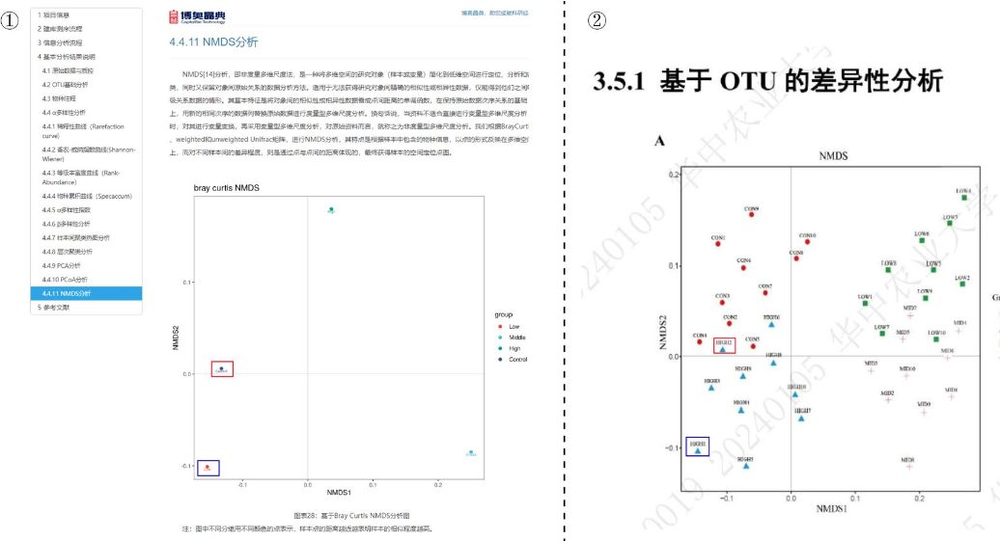 ①
1 项目信息
2 建库测序流程
3 信息分析流程
4 基本分析结果说明
4.1 原始数据与质控
4.2 OTU基础分析
4.3 物种注释
4.4 α多样性分析
4.4.1 稀释性曲线（Rarefaction
curve）
4.4.2 香农-威纳指数曲线(Shannon-
Wiener)
4.4.3 等级丰富度曲线（Rank-
Abundance）
4.4.4 物种累积曲线（Specaccum）
4.4.5 α多样性指数
4.4.6 β多样性分析
4.4.7 样本间聚类热图分析
4.4.8 层次聚类分析
4.4.9 PCA分析
4.4.10 PCoA分析
4.4.11 NMDS分析
5 参考文献
博奥晶典
CapitalBio Technology
博奥晶典，助您成就科研梦
4.4.11 NMDS分析
NMDS[14]分析，即非度量多维尺度法，是一种将多维空间的研究对象（样本或变量）简化到低维空间进行定位、分析和
类，同时又保留对象间原始关系的数据分析方法。适用于无法获得研究对象间精确的相似性或相异性数据，仅能得到他们之间
级关系数据的情形。其基本特征是将对象间的相似性或相异性数据看成点间距离的单调函数，在保持原始数据次序关系的基础
上，用新的相同次序的数据列替换原始数据进行度量型多维尺度分析。换句话说，当资料不适合直接进行变量型多维尺度分析
时，对其进行变量变换，再采用变量型多维尺度分析，对原始资料而言，就称之为非度量型多维尺度分析。我们根据BrayCurti
、weighted和Qunweighted Unifrac矩阵，进行NMDS分析，其特点是根据样本中包含的物种信息，以点的形式反映在多维空
上，而对不同样本间的差异程度，则是通过点与点间的距离体现的，最终获得样本的空间定位点图。
bray curtis NMDS
0.1
0.0
-0.1
-0.1
0.0
0.1
0.2
NMDS1
NMDS2
group
Low
Middle
High
Control
图表28：基于Bray Curtis NMDS分析图
注：图中不同分组用不同颜色的点表示，样本点的距离越近越表明样本的相似程度越高。
②
3.5.1 基于 OTU 的差异性分析
A
NMDS
0.2
0.1
0.0
-0.1
-0.1
0.0
0.1
0.2
NMDS1
NMDS2
LOW4
CON9
LOW3
CON1
CON10
LOW6
CON8
CON6
LOW8
LOW5
LOW2
CON3
CON7
LOW1
LOW9
MID7
CON2
HIGH6
MID4
CON4
HIGH2
CON5
LOW7
MID5
LOW10
HIGH8
MID6
HIGH3
HIGH9
MID3
MID10
HIGH10
MID2
MID1
HIGH4
HIGH7
MID9
HIGH1
HIGH5
MID8
华中农业大学
20240105
2019 20240105